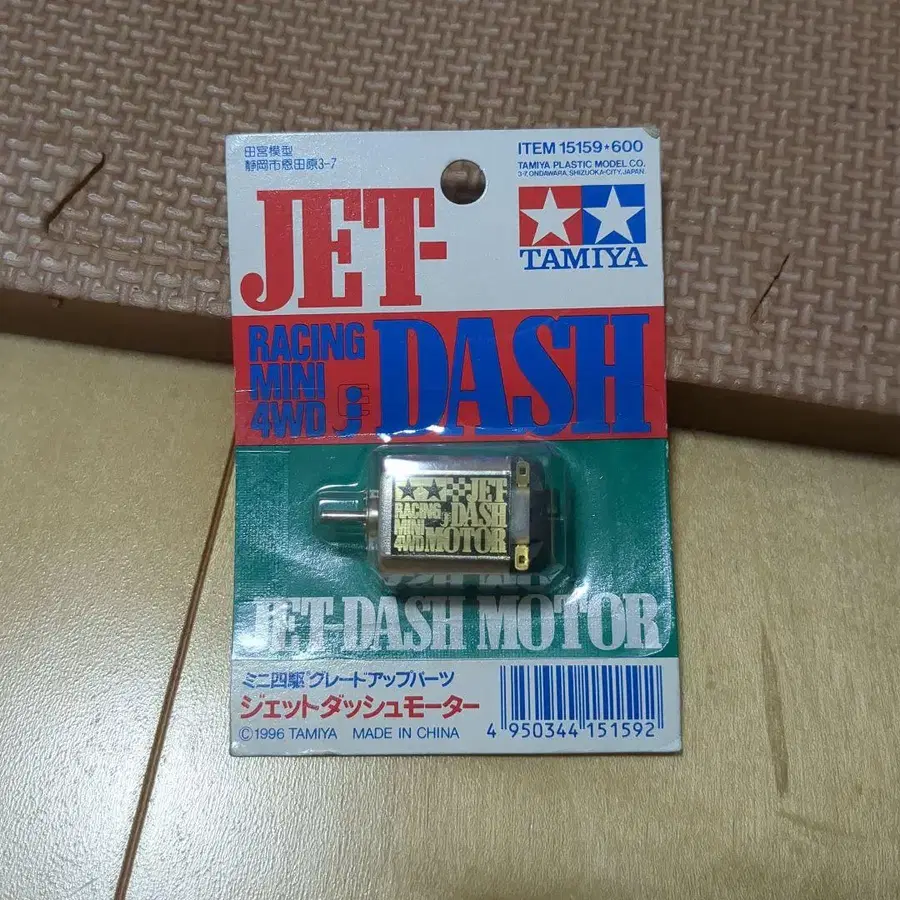 田宮模型
静岡市恩田原3-7
ITEM 15159★600
TAMIYA PLASTIC MODEL CO.
3-7, ONDAWARA, SHIZUOKA-CITY, JAPAN.
TAMIYA
JET-
RACING
MINI
4WD
DASH
JET
RACING
DASH
MINI
4WD
MOTOR
JET-DASH MOTOR
ミニ四駆グレードアップパーツ
ジェットダッシュモーター
©1996 TAMIYA MADE IN CHINA
4 950344 151592